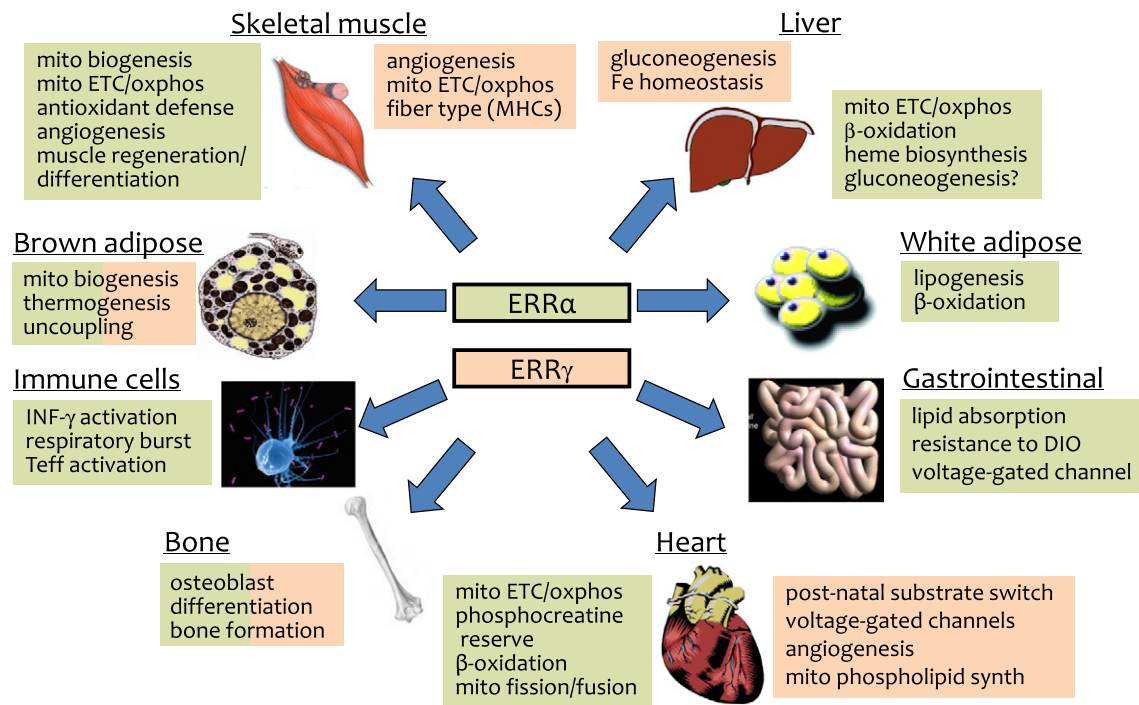 Skeletal muscle
mito biogenesis
mito ETC/oxphos
antioxidant defense
angiogenesis
muscle regeneration/
differentiation
angiogenesis
mito ETC/oxphos
fiber type (MHCs)
Liver
gluconeogenesis
Fe homeostasis
mito ETC/oxphos
β-oxidation
heme biosynthesis
gluconeogenesis?
Brown adipose
mito biogenesis
thermogenesis
uncoupling
ERRα
ERRγ
White adipose
lipogenesis
β-oxidation
Immune cells
INF-γ activation
respiratory burst
Teff activation
Gastrointestinal
lipid absorption
resistance to DIO
voltage-gated channel
Bone
osteoblast
differentiation
bone formation
Heart
mito ETC/oxphos
phosphocreatine
reserve
β-oxidation
mito fission/fusion
post-natal substrate switch
voltage-gated channels
angiogenesis
mito phospholipid synth